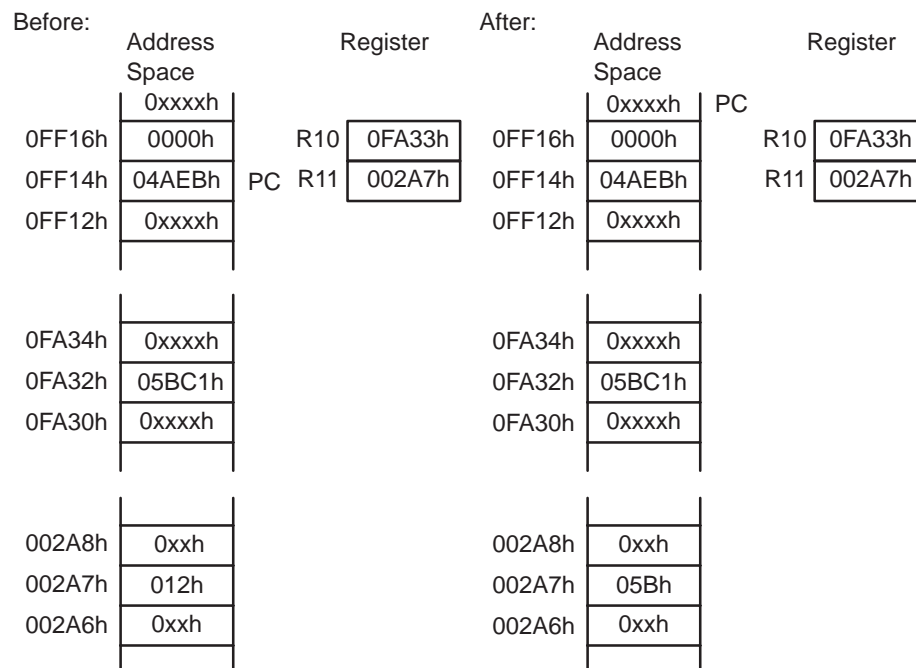 Before:
Address Space
Register
0xxxxh
0FF16h 0000h R10 0FA33h
0FF14h 04AEBh PC R11 002A7h
0FF12h 0xxxxh
0FA34h 0xxxxh
0FA32h 05BC1h
0FA30h 0xxxxh
002A8h 0xxh
002A7h 012h
002A6h 0xxh
After:
Address Space
Register
0xxxxh PC
0FF16h 0000h R10 0FA33h
0FF14h 04AEBh R11 002A7h
0FF12h 0xxxxh
0FA34h 0xxxxh
0FA32h 05BC1h
0FA30h 0xxxxh
002A8h 0xxh
002A7h 05Bh
002A6h 0xxh